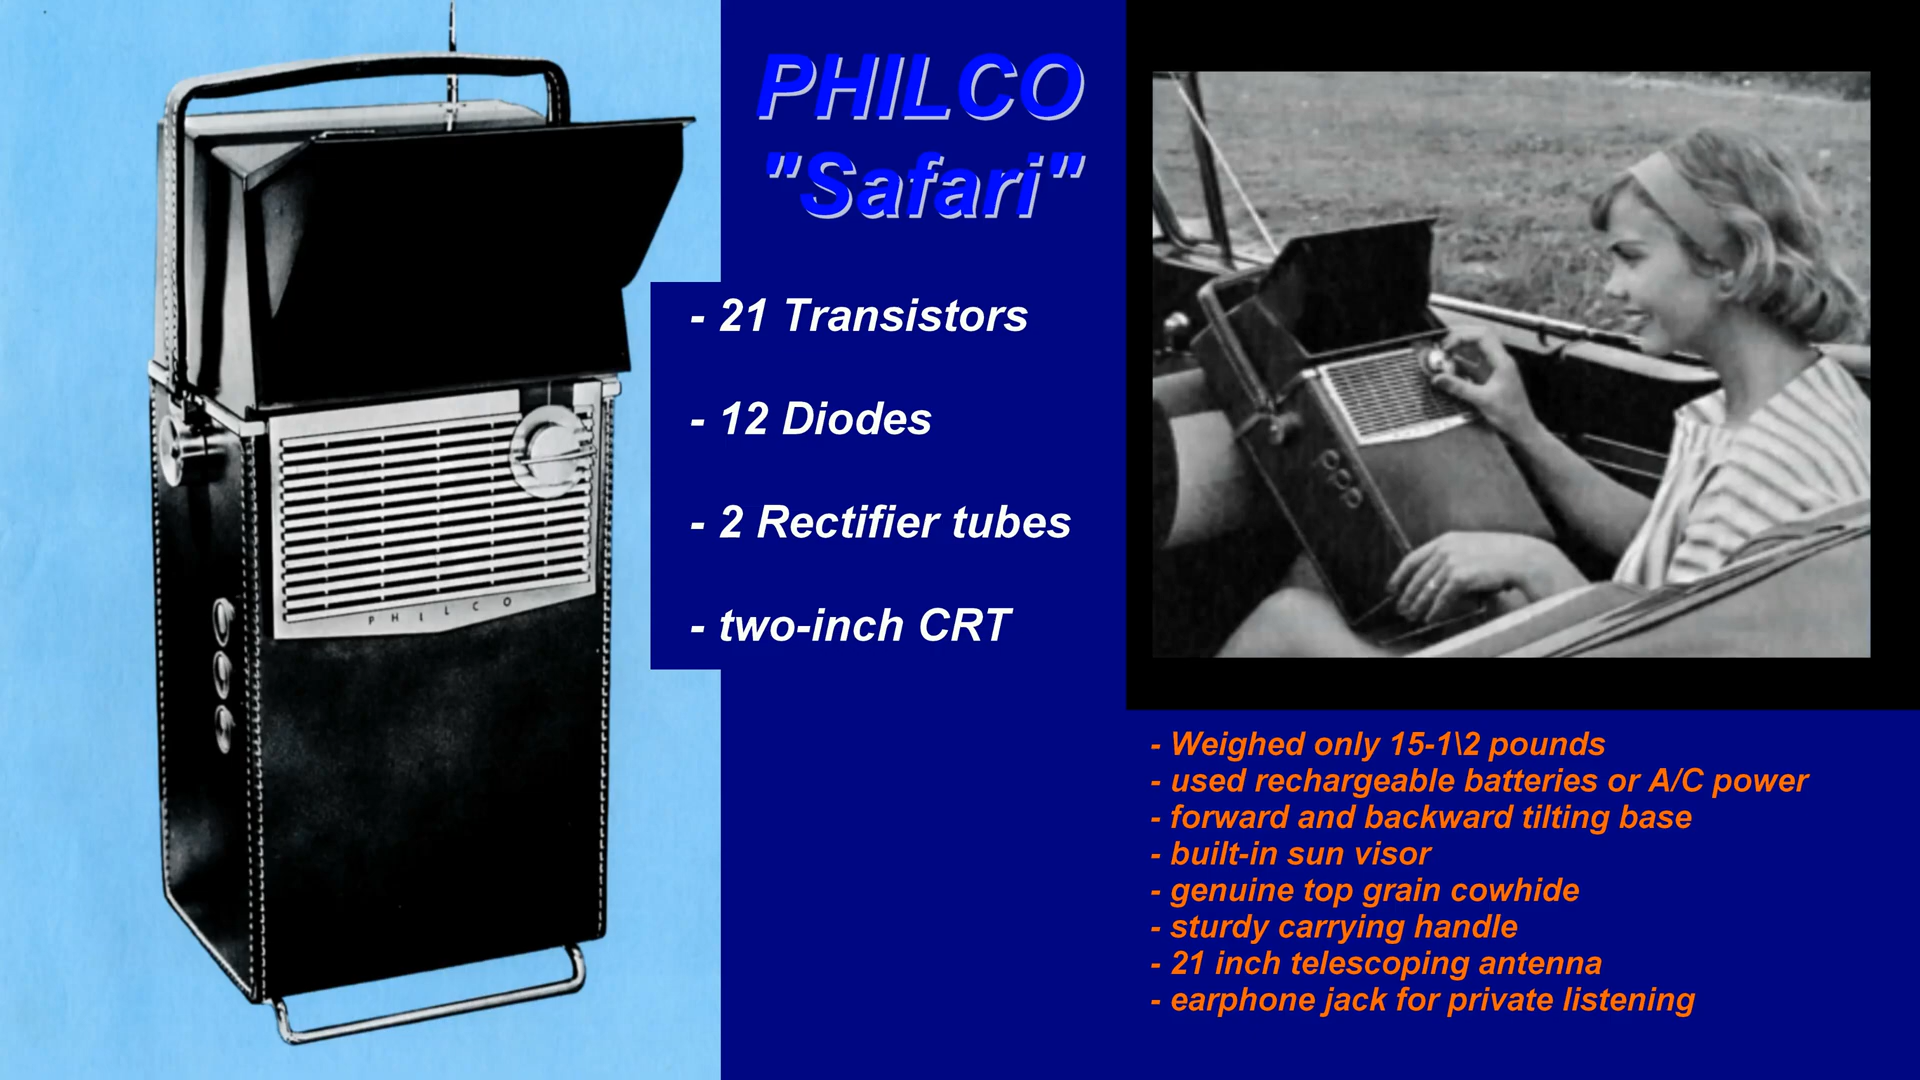 PHILCO
"Safari"
- 21 Transistors
- 12 Diodes
- 2 Rectifier tubes
- two-inch CRT
PHILCO
- Weighed only 15-1\2 pounds
- used rechargeable batteries or A/C power
- forward and backward tilting base
- built-in sun visor
- genuine top grain cowhide
- sturdy carrying handle
- 21 inch telescoping antenna
- earphone jack for private listening